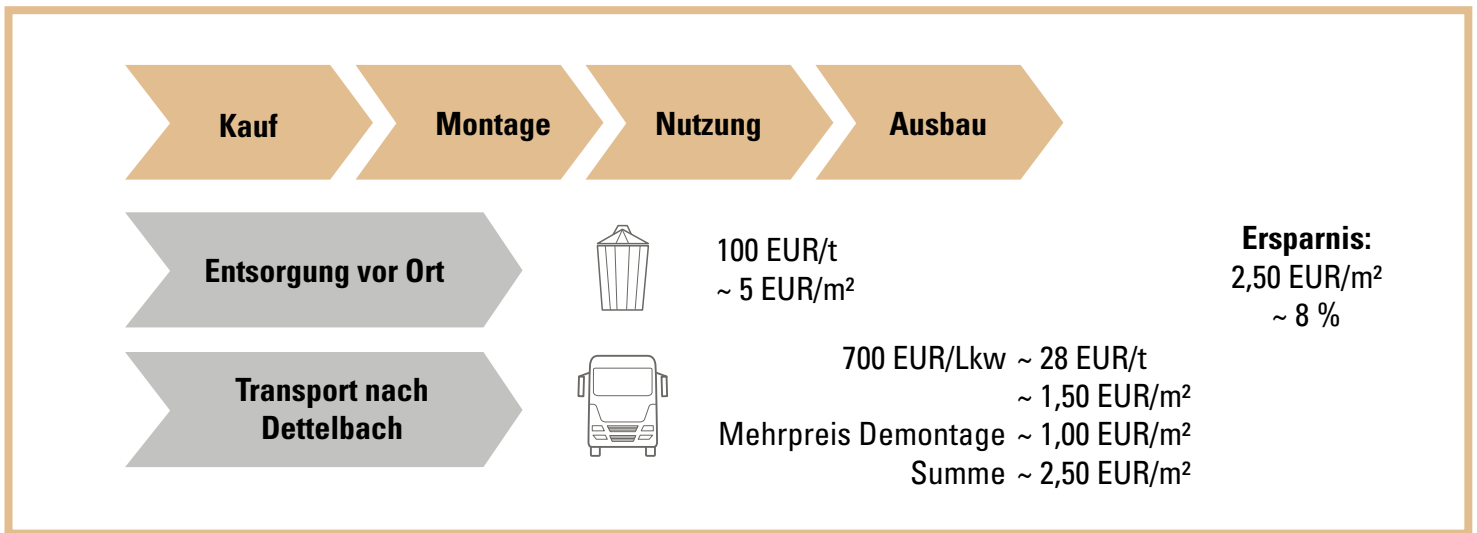 Kauf
Montage
Nutzung
Ausbau
Entsorgung vor Ort
100 EUR/t
~ 5 EUR/m²
Ersparnis:
2,50 EUR/m²
~ 8 %
Transport nach
Dettelbach
700 EUR/Lkw ~ 28 EUR/t
~ 1,50 EUR/m²
Mehrpreis Demontage ~ 1,00 EUR/m²
Summe ~ 2,50 EUR/m²